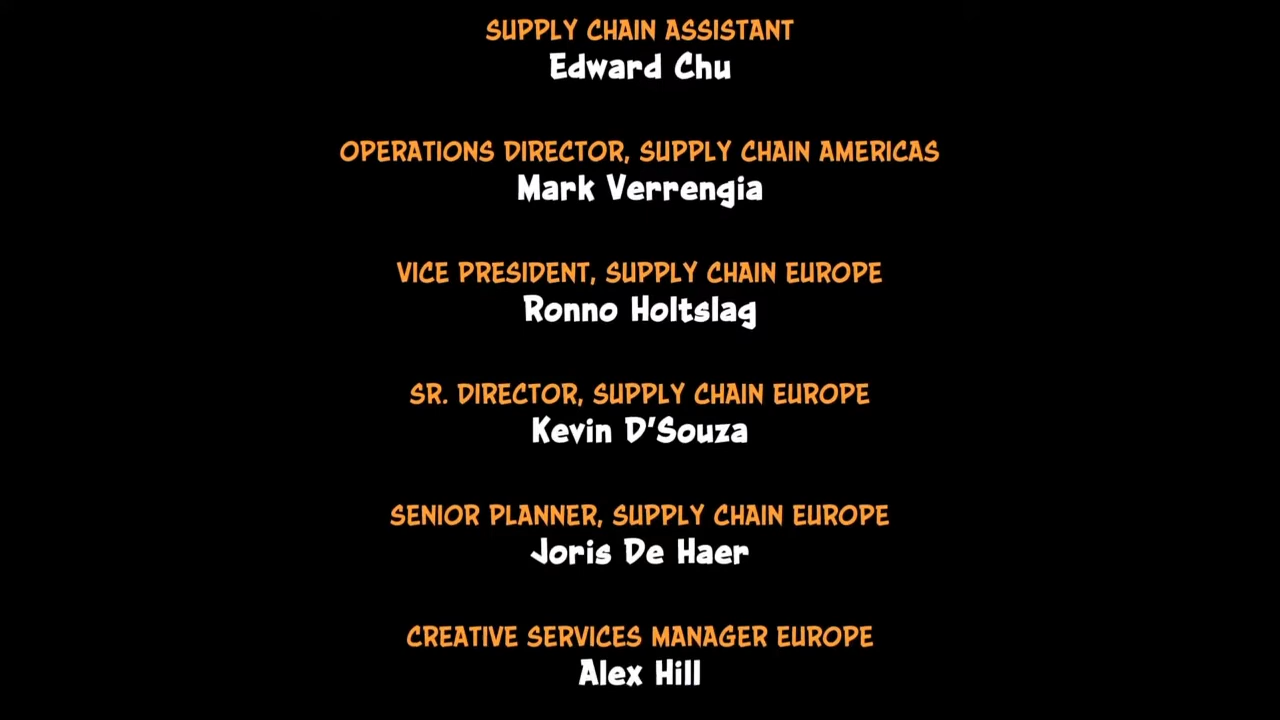 SUPPLY CHAIN ASSISTANT
Edward Chu
OPERATIONS DIRECTOR, SUPPLY CHAIN AMERICAS
Mark Verrengia
VICE PRESIDENT, SUPPLY CHAIN EUROPE
Ronno Holtslag
SR. DIRECTOR, SUPPLY CHAIN EUROPE
Kevin D'Souza
SENIOR PLANNER, SUPPLY CHAIN EUROPE
Joris De Haer
CREATIVE SERVICES MANAGER EUROPE
Alex Hill